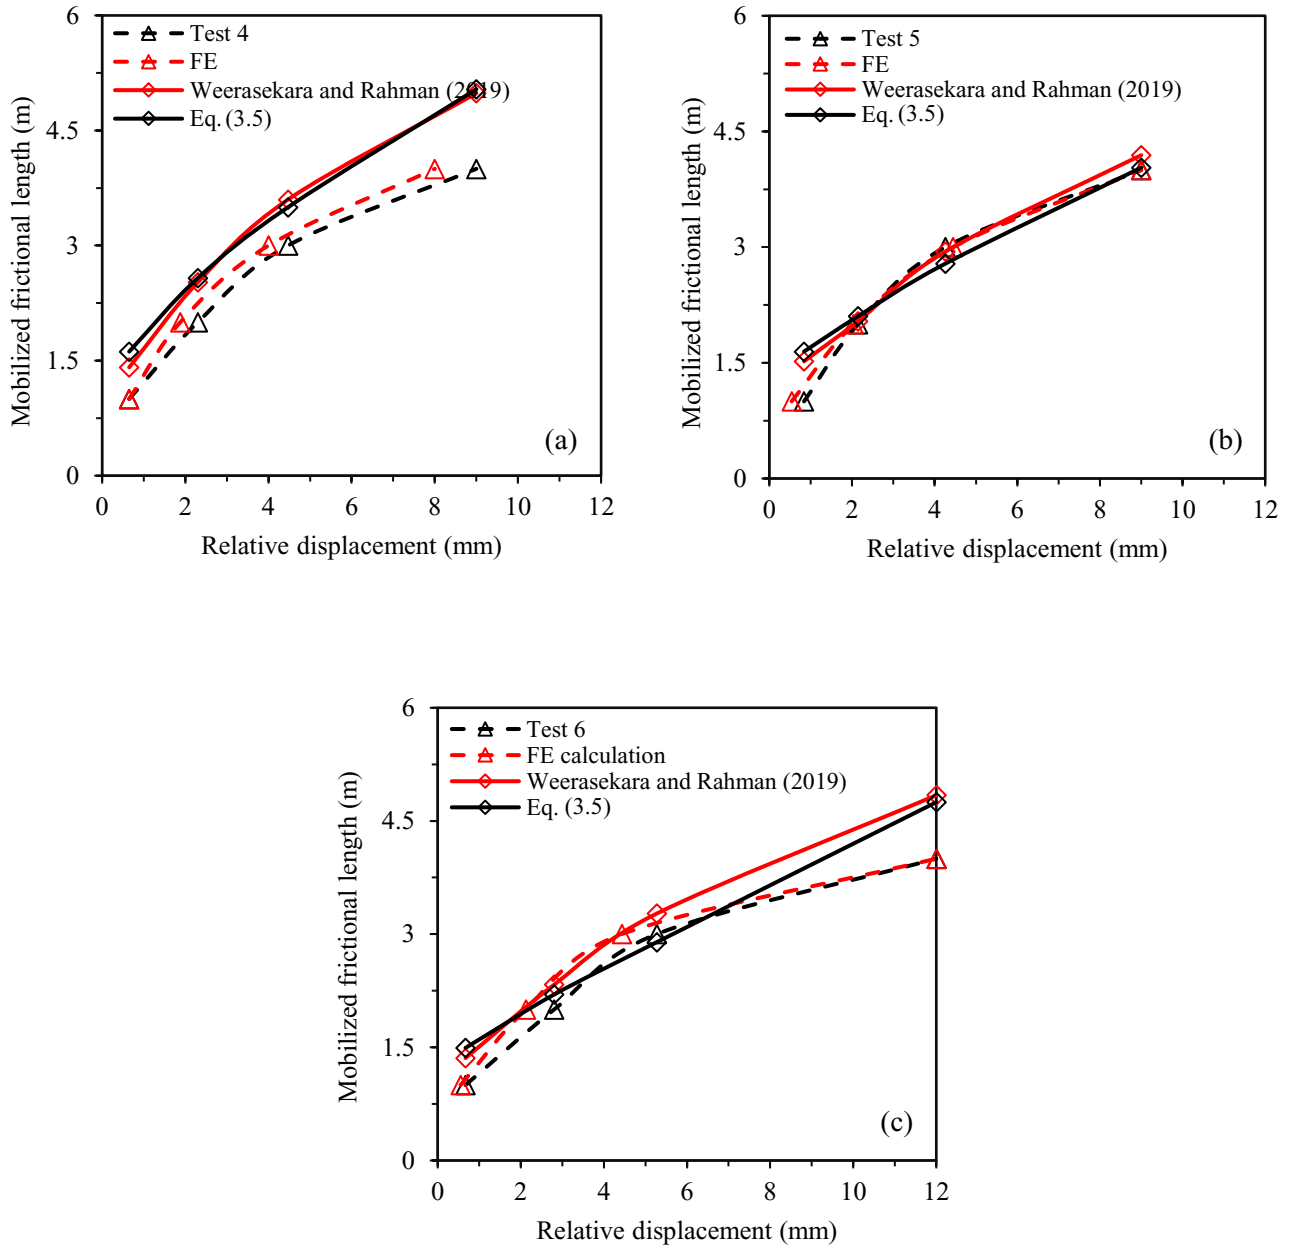 Mobilized frictional length (m)
6
4.5
3
1.5
0
Test 4
FE
Weerasekara and Rahman (2019)
Eq. (3.5)
(a)
0 2 4 6 8 10 12
Relative displacement (mm)
Mobilized frictional length (m)
6
4.5
3
1.5
0
Test 5
FE
Weerasekara and Rahman (2019)
Eq. (3.5)
(b)
0 2 4 6 8 10 12
Relative displacement (mm)
Mobilized frictional length (m)
6
4.5
3
1.5
0
Test 6
FE calculation
Weerasekara and Rahman (2019)
Eq. (3.5)
(c)
0 2 4 6 8 10 12
Relative displacement (mm)